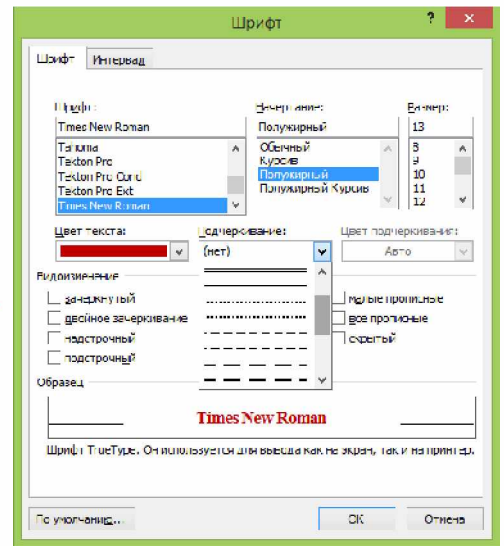 Шрифт
?
×
Шрифт
Интервал
Шрифт:
Начертание:
Размер:
Times New Roman
Полужирный
13
Tahoma
Tekton Pro
Tekton Pro Cond
Tekton Pro Ext
Times New Roman
Обычный
Курсив
Полужирный
Полужирный Курсив
8
9
10
11
12
Цвет текста:
Подчеркивание:
Цвет подчеркивания:
(нет)
Авто
Видоизменение
зачеркнутый
двойное зачеркивание
надстрочный
подстрочный
малые прописные
все прописные
скрытый
Образец
Times New Roman
Шрифт TrueType. Он используется для вывода как на экран, так и на принтер.
По умолчанию...
ОК
Отмена